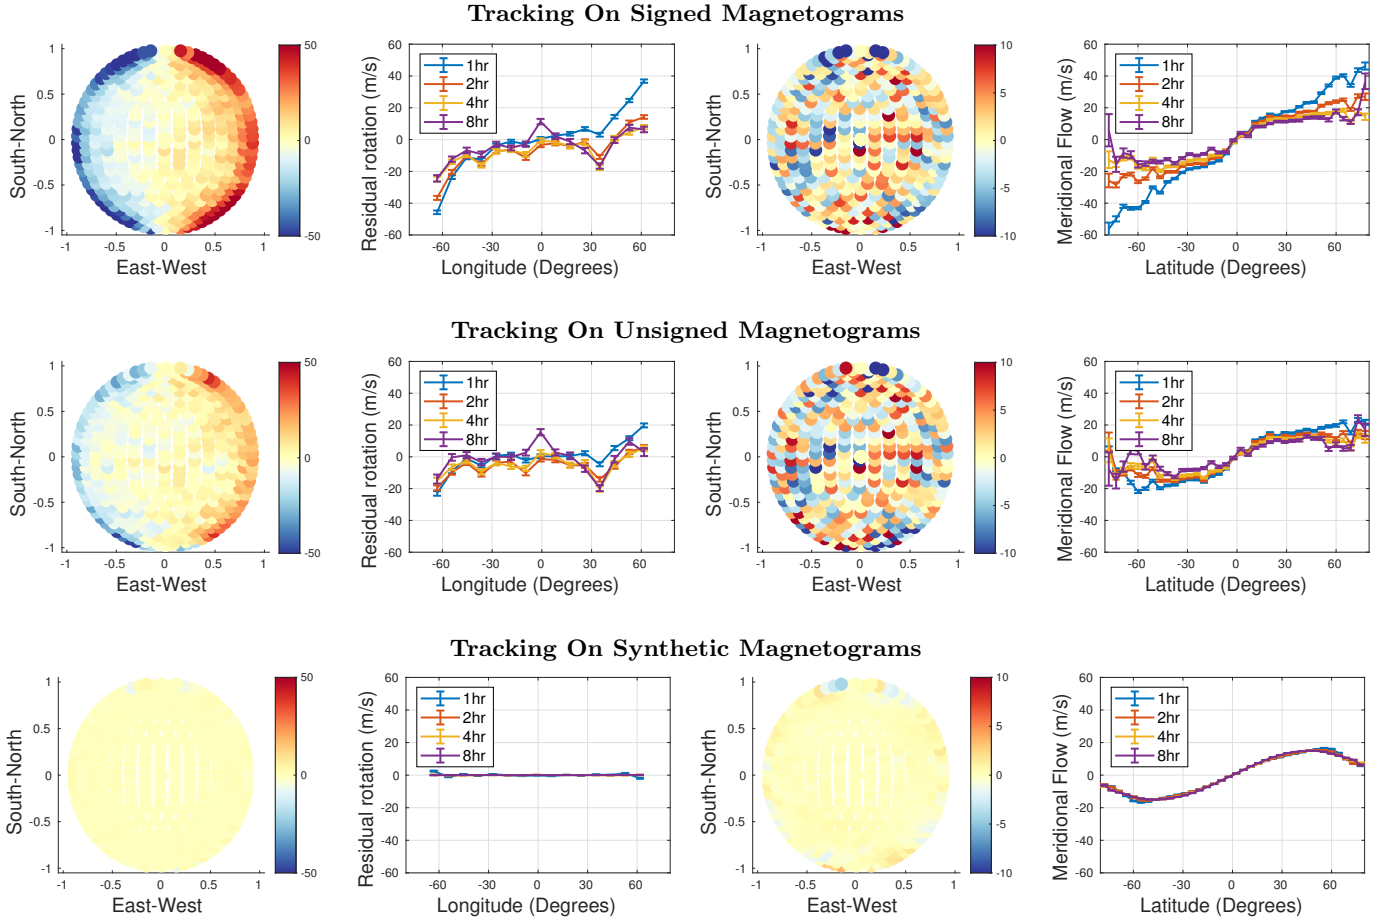 Tracking On Signed Magnetograms
South-North
1
0.5
0
-0.5
-1
-1 -0.5 0 0.5 1
East-West
50
0
-50
Residual rotation (m/s)
60
40
20
0
-20
-40
-60
1hr
2hr
4hr
8hr
-60 -30 0 30 60
Longitude (Degrees)
South-North
1
0.5
0
-0.5
-1
-1 -0.5 0 0.5 1
East-West
10
5
0
-5
-10
Meridional Flow (m/s)
60
40
20
0
-20
-40
-60
1hr
2hr
4hr
8hr
-60 -30 0 30 60
Latitude (Degrees)
Tracking On Unsigned Magnetograms
South-North
1
0.5
0
-0.5
-1
-1 -0.5 0 0.5 1
East-West
50
0
-50
Residual rotation (m/s)
60
40
20
0
-20
-40
-60
1hr
2hr
4hr
8hr
-60 -30 0 30 60
Longitude (Degrees)
South-North
1
0.5
0
-0.5
-1
-1 -0.5 0 0.5 1
East-West
10
5
0
-5
-10
Meridional Flow (m/s)
60
40
20
0
-20
-40
-60
1hr
2hr
4hr
8hr
-60 -30 0 30 60
Latitude (Degrees)
Tracking On Synthetic Magnetograms
South-North
1
0.5
0
-0.5
-1
-1 -0.5 0 0.5 1
East-West
50
0
-50
Residual rotation (m/s)
60
40
20
0
-20
-40
-60
1hr
2hr
4hr
8hr
-60 -30 0 30 60
Longitude (Degrees)
South-North
1
0.5
0
-0.5
-1
-1 -0.5 0 0.5 1
East-West
10
5
0
-5
-10
Meridional Flow (m/s)
60
40
20
0
-20
-40
-60
1hr
2hr
4hr
8hr
-60 -30 0 30 60
Latitude (Degrees)